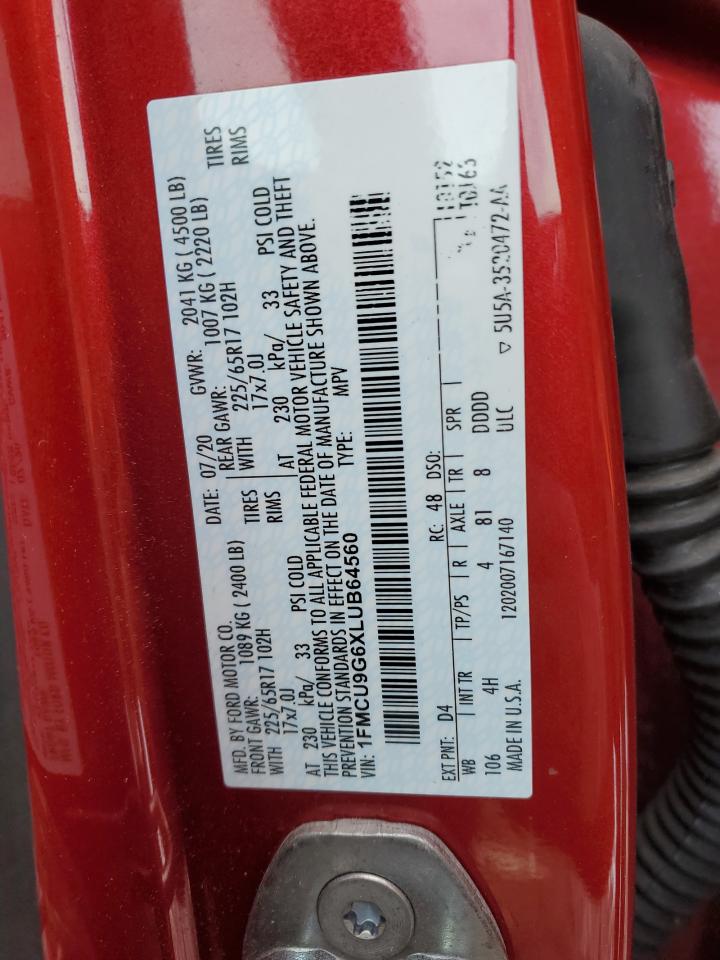 MFD. BY FORD MOTOR CO. DATE: 07/20 GVWR: 2041 KG ( 4500 LB)
FRONT GAWR: 1089 KG ( 2400 LB) REAR GAWR: 1007 KG ( 2220 LB)
WITH 225/65R17 102H TIRES WITH 225/65R17 102H TIRES
17x7.0J RIMS 17x7.0J RIMS
AT 230 kPa/ 33 PSI COLD AT 230 kPa/ 33 PSI COLD
THIS VEHICLE CONFORMS TO ALL APPLICABLE FEDERAL MOTOR VEHICLE SAFETY AND THEFT
PREVENTION STANDARDS IN EFFECT ON THE DATE OF MANUFACTURE SHOWN ABOVE.
VIN: 1FMCU9G6XLUB64560 TYPE: MPV
EXT PNT: D4 RC: 48 DSO:
WB INT TR TP/PS R AXLE TR SPR
106 4H 4 81 8 DDDD
MADE IN U.S.A. 1202007167140 ULC ▽ 5U5A-3520472-AA